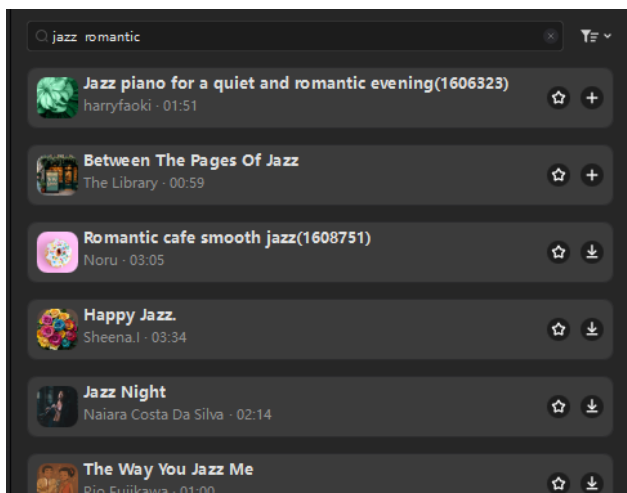 jazz romantic
Jazz piano for a quiet and romantic evening(1606323)
harryfaoki · 01:51
Between The Pages Of Jazz
The Library · 00:59
Romantic cafe smooth jazz(1608751)
Noru · 03:05
Happy Jazz.
Sheena.I · 03:34
Jazz Night
Naiara Costa Da Silva · 02:14
The Way You Jazz Me
Rio Fujikawa · 01:00